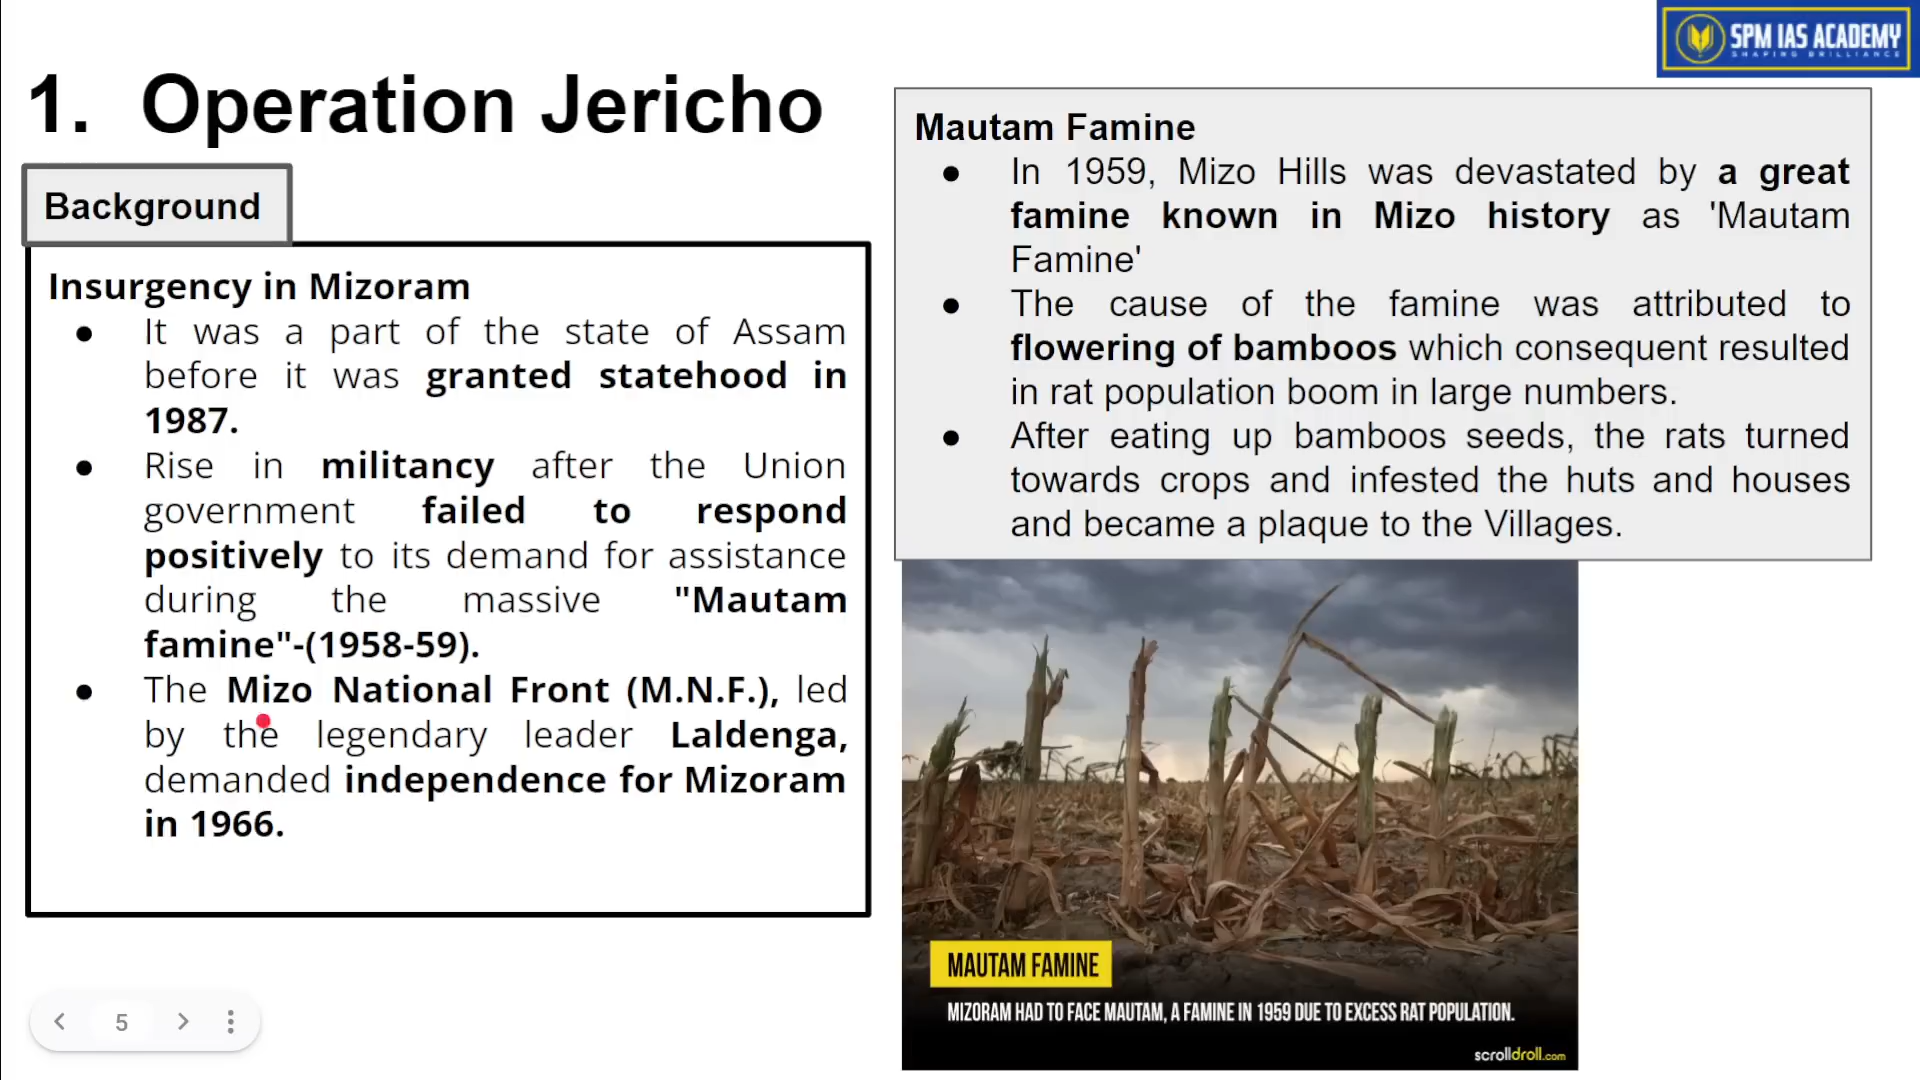 SPM IAS ACADEMY
SHAPING BRILLIANCE
1. Operation Jericho
Background
Insurgency in Mizoram
● It was a part of the state of Assam
before it was granted statehood in
1987.
● Rise in militancy after the Union
government failed to respond
positively to its demand for assistance
during the massive "Mautam
famine"-(1958-59).
● The Mizo National Front (M.N.F.), led
by the legendary leader Laldenga,
demanded independence for Mizoram
in 1966.
Mautam Famine
● In 1959, Mizo Hills was devastated by a great
famine known in Mizo history as 'Mautam
Famine'
● The cause of the famine was attributed to
flowering of bamboos which consequent resulted
in rat population boom in large numbers.
● After eating up bamboos seeds, the rats turned
towards crops and infested the huts and houses
and became a plaque to the Villages.
MAUTAM FAMINE
MIZORAM HAD TO FACE MAUTAM, A FAMINE IN 1959 DUE TO EXCESS RAT POPULATION.
scrolldroll.com
5